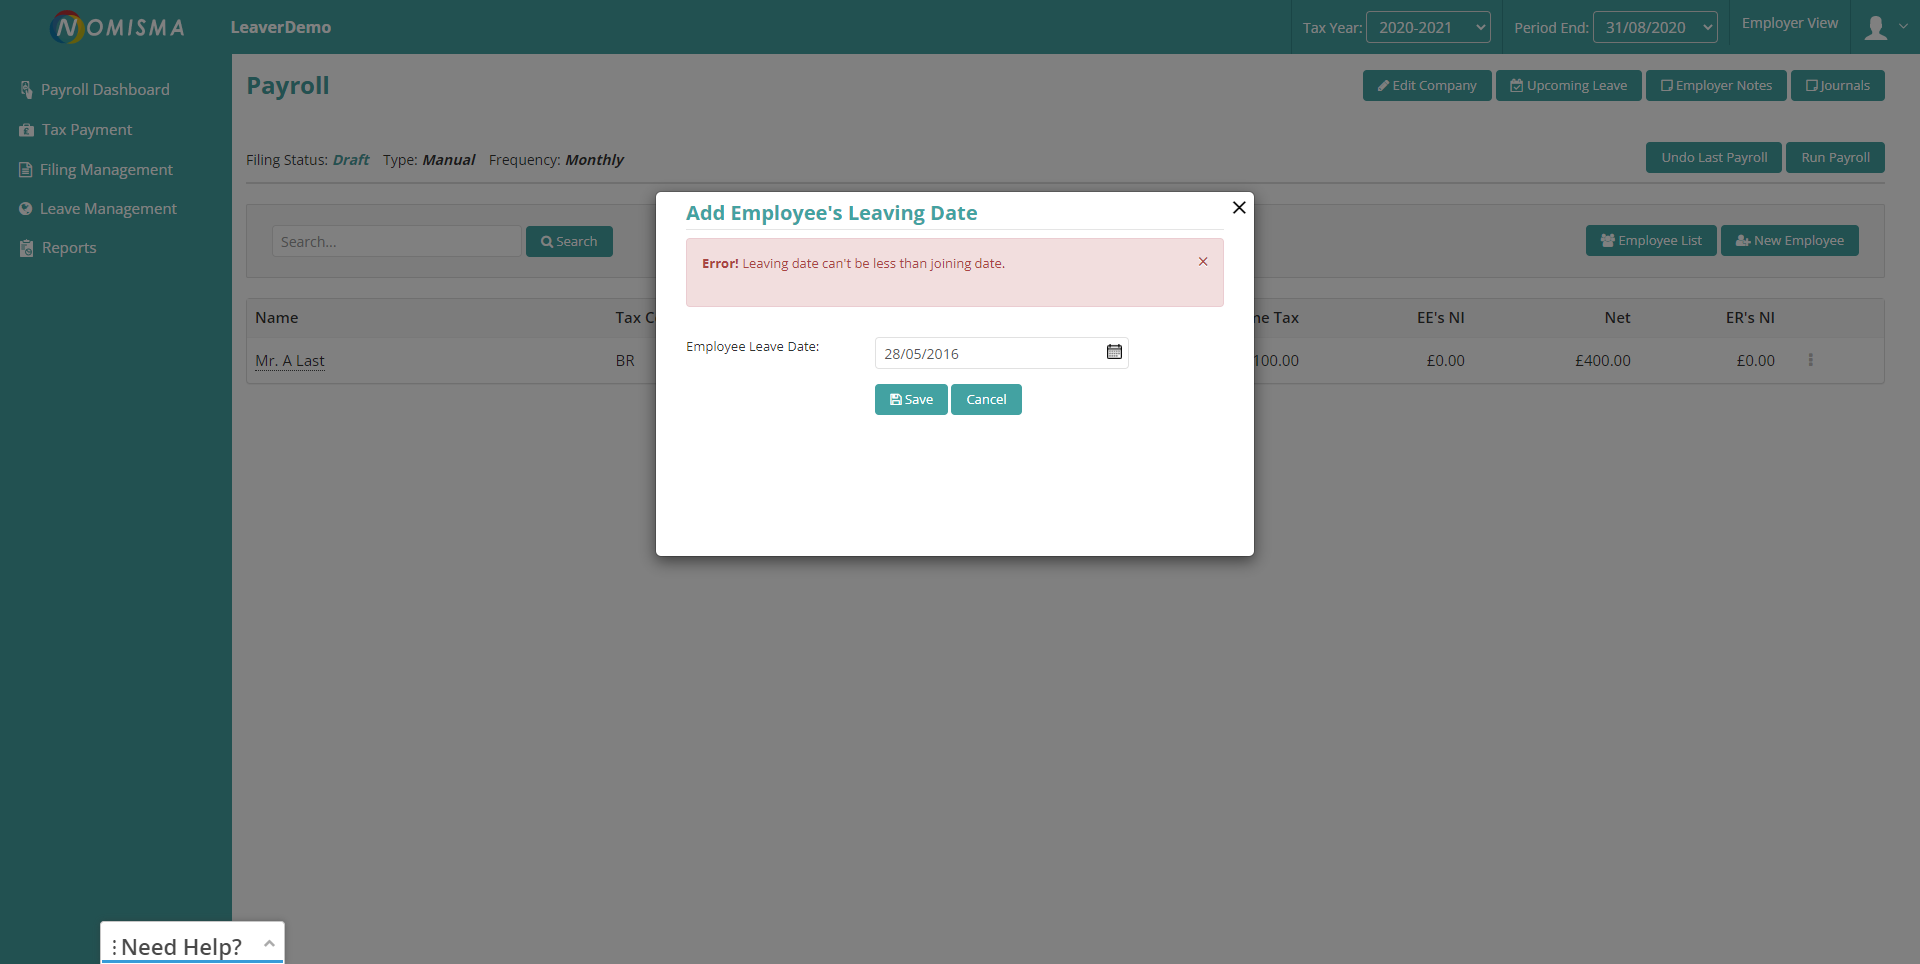 NOMISMA
LeaverDemo
Tax Year: 2020-2021
Period End: 31/08/2020
Employer View
Payroll Dashboard
Tax Payment
Filing Management
Leave Management
Reports
Payroll
Edit Company
Upcoming Leave
Employer Notes
Journals
Filing Status: Draft Type: Manual Frequency: Monthly
Undo Last Payroll
Run Payroll
Search...
Search
Employee List
New Employee
Name Tax C ne Tax EE's NI Net ER's NI
Mr. A Last BR 100.00 £0.00 £400.00 £0.00
Add Employee's Leaving Date
Error! Leaving date can't be less than joining date.
Employee Leave Date: 28/05/2016
Save Cancel
Need Help?